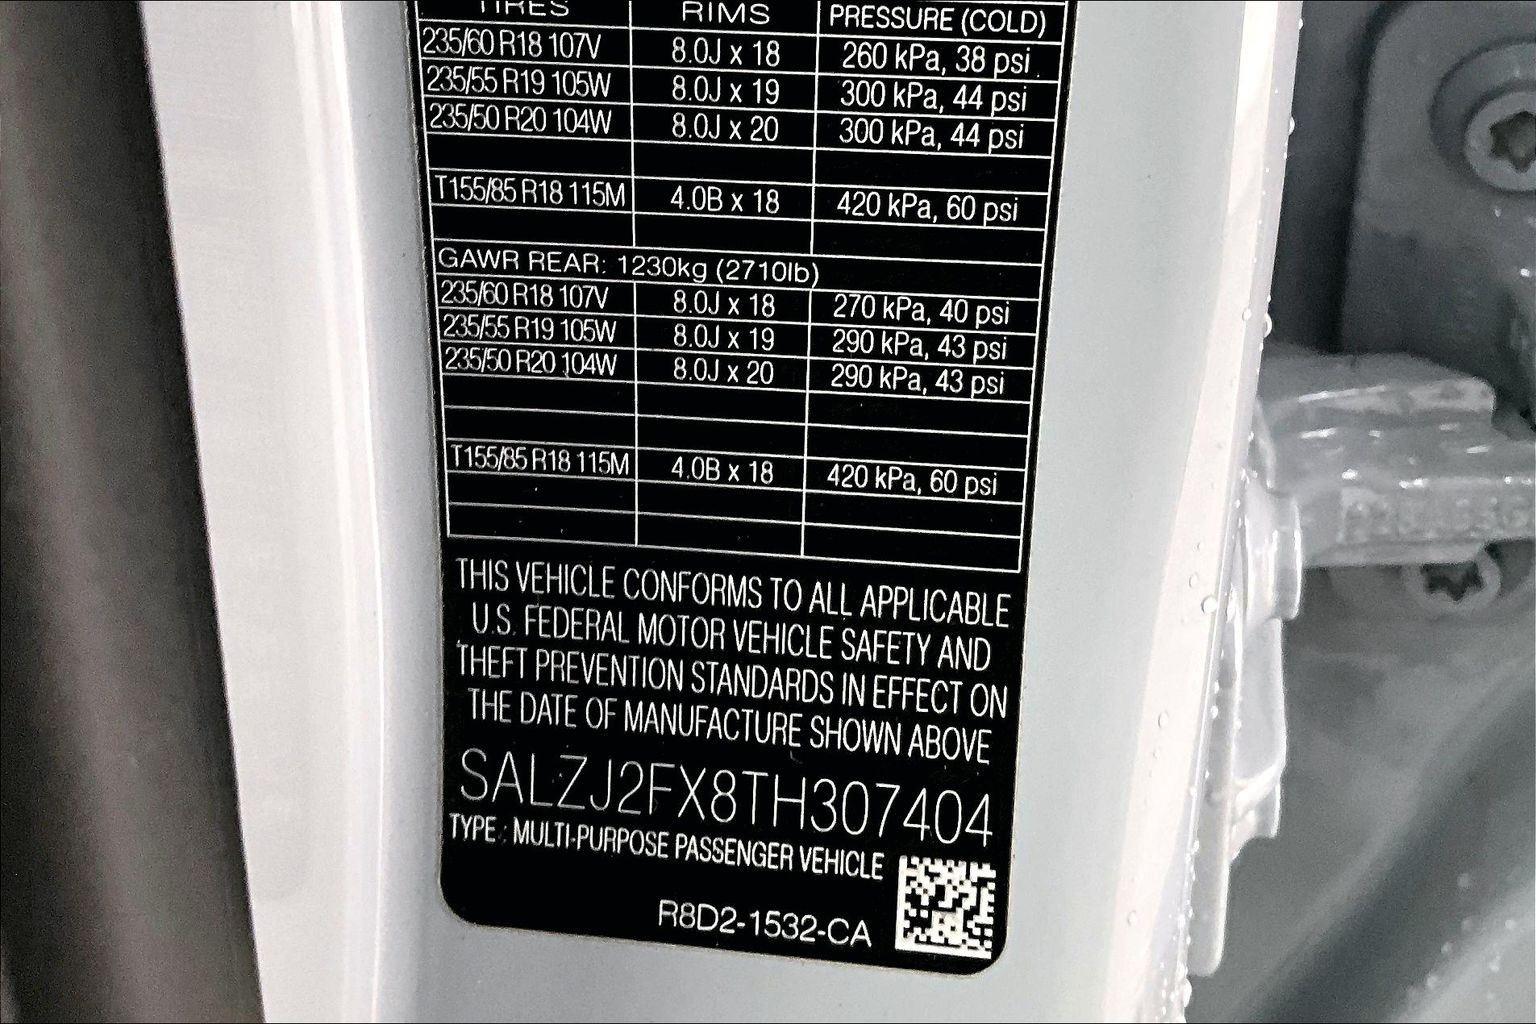 TIRES RIMS PRESSURE (COLD)
235/60 R18 107V 8.0J x 18 260 kPa, 38 psi
235/55 R19 105W 8.0J x 19 300 kPa, 44 psi
235/50 R20 104W 8.0J x 20 300 kPa, 44 psi
T155/85 R18 115M 4.0B x 18 420 kPa, 60 psi
GAWR REAR: 1230kg (2710lb)
235/60 R18 107V 8.0J x 18 270 kPa, 40 psi
235/55 R19 105W 8.0J x 19 290 kPa, 43 psi
235/50 R20 104W 8.0J x 20 290 kPa, 43 psi
T155/85 R18 115M 4.0B x 18 420 kPa, 60 psi
THIS VEHICLE CONFORMS TO ALL APPLICABLE
U.S. FEDERAL MOTOR VEHICLE SAFETY AND
THEFT PREVENTION STANDARDS IN EFFECT ON
THE DATE OF MANUFACTURE SHOWN ABOVE
SALZJ2FX8TH307404
TYPE : MULTI-PURPOSE PASSENGER VEHICLE
R8D2-1532-CA